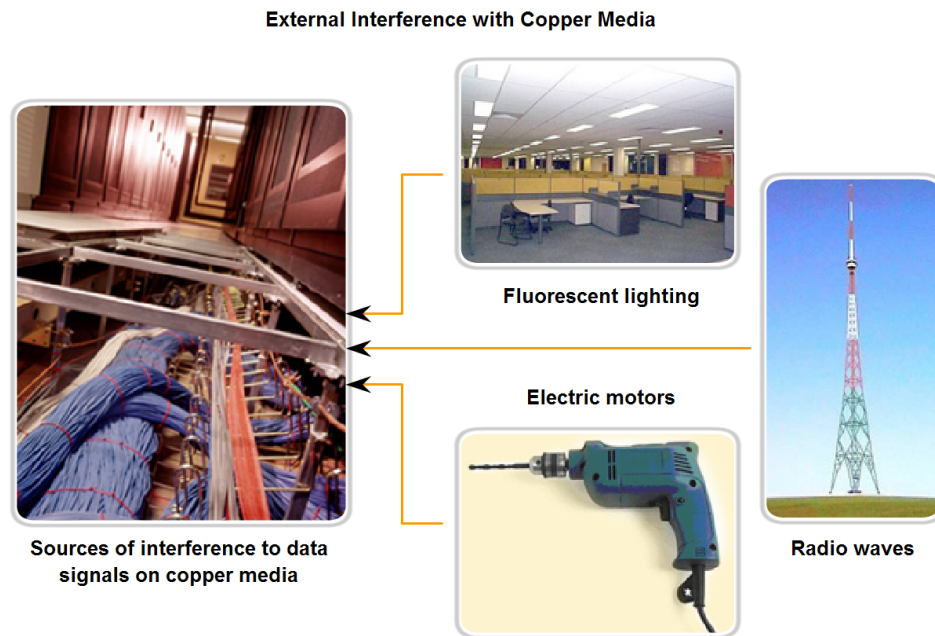 External Interference with Copper Media
Fluorescent lighting
Electric motors
Sources of interference to data
signals on copper media
Radio waves